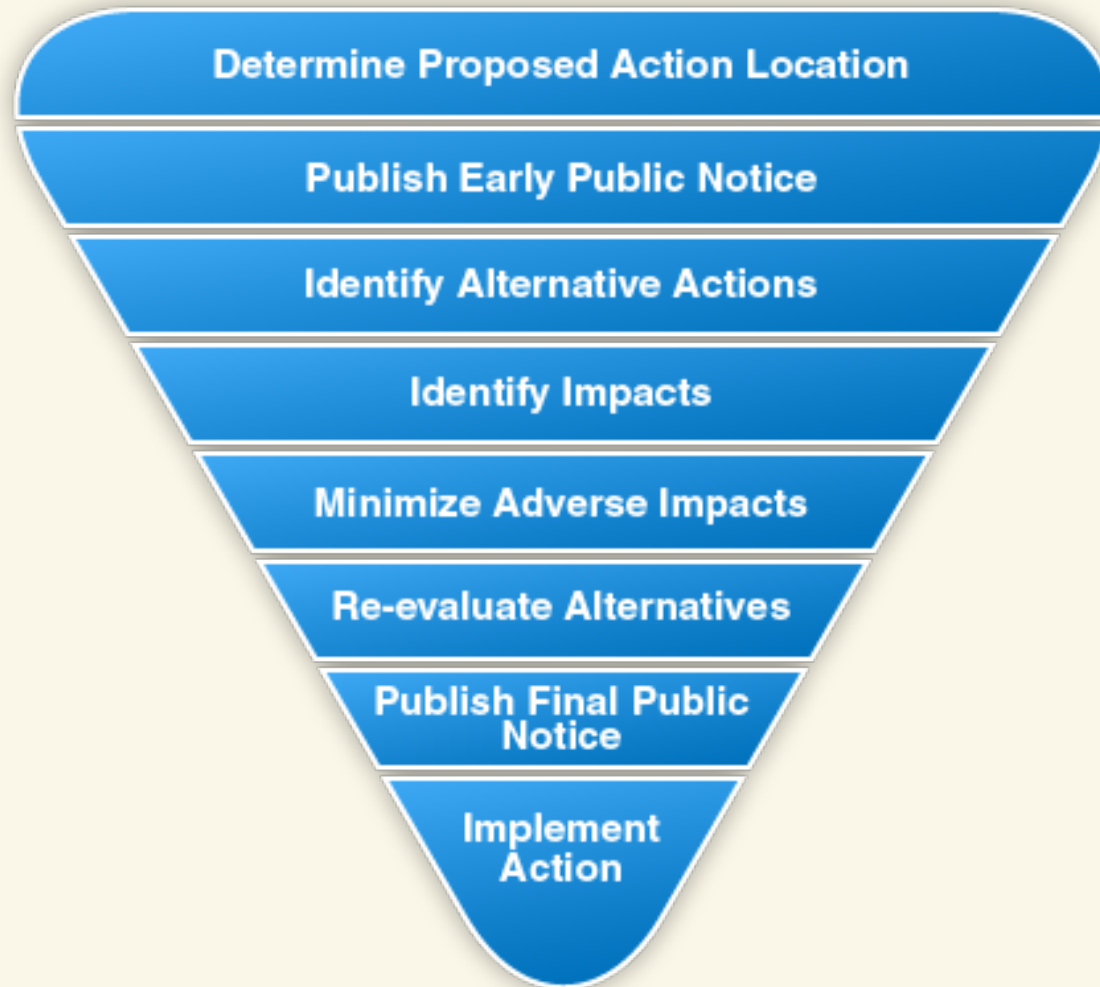 Determine Proposed Action Location
Publish Early Public Notice
Identify Alternative Actions
Identify Impacts
Minimize Adverse Impacts
Re-evaluate Alternatives
Publish Final Public
Notice
Implement
Action